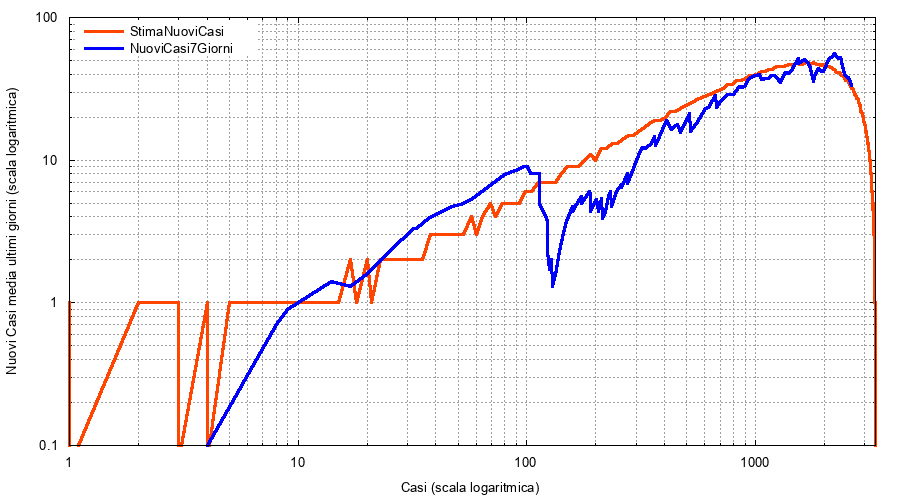 StimaNuoviCasi
NuoviCasi7Giorni
Nuovi Casi media ultimi giorni (scala logaritmica)
100
10
1
0.1
1
10
100
1000
Casi (scala logaritmica)